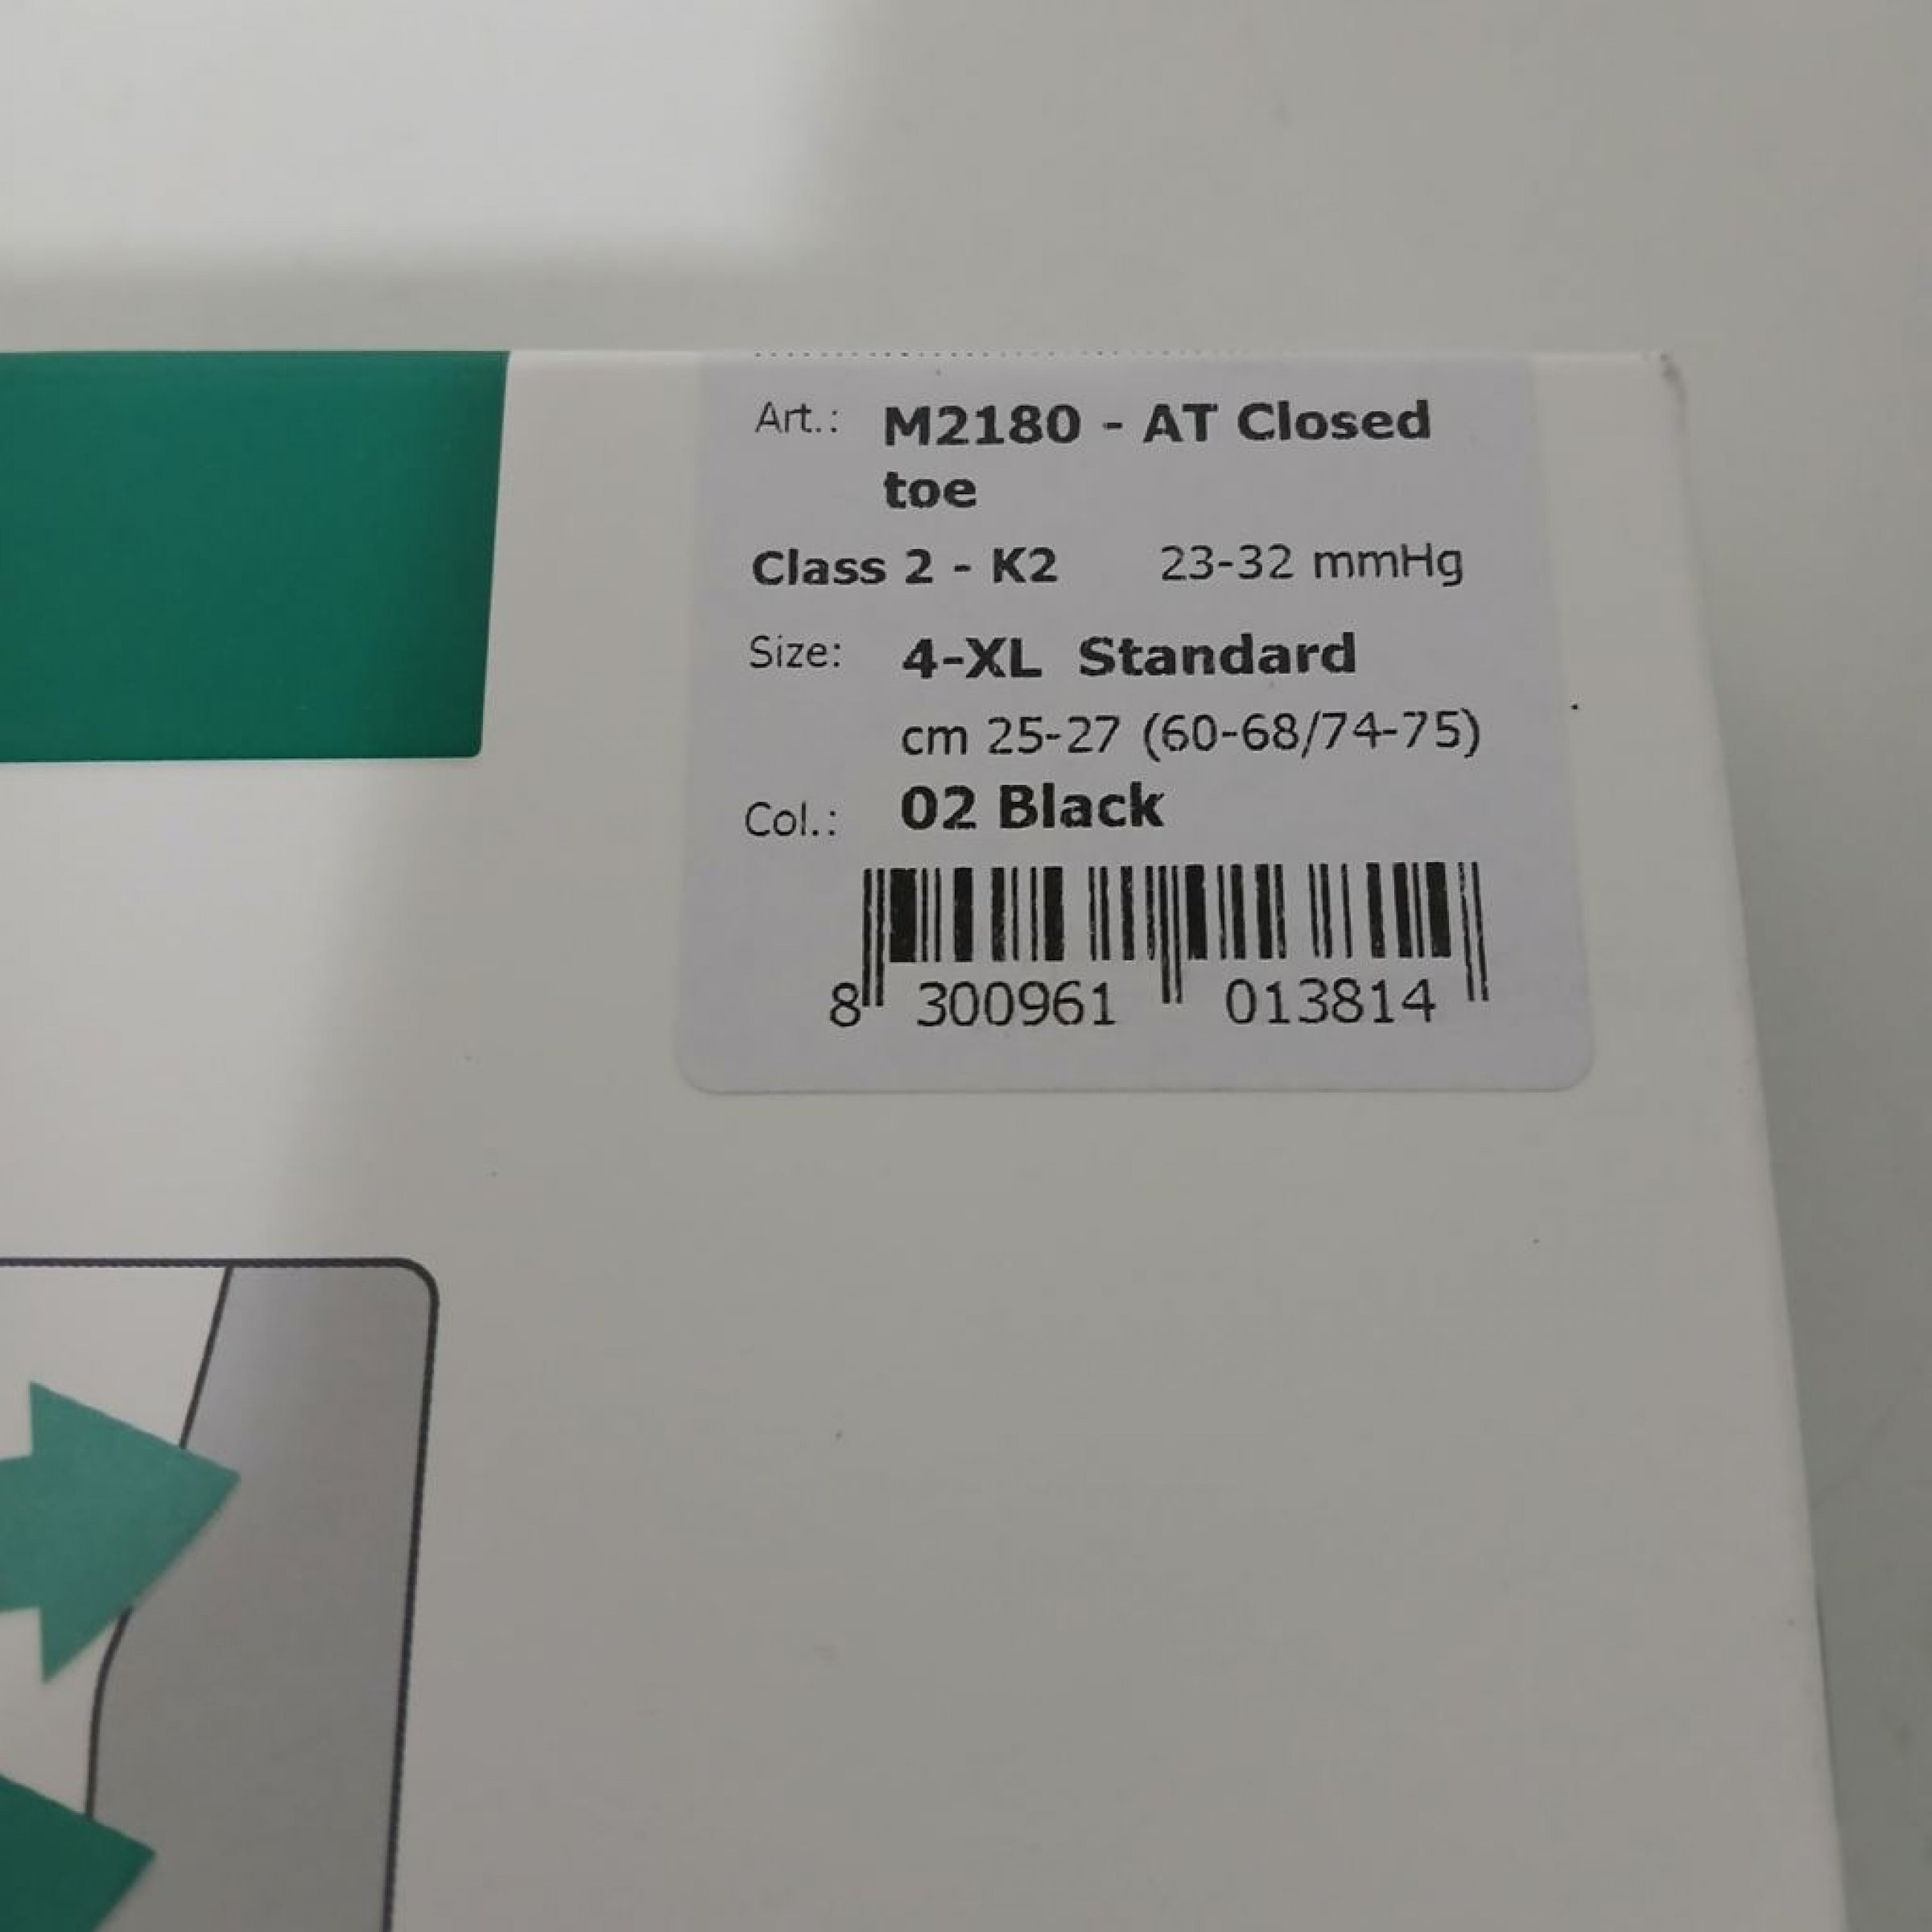 Art.: M2180 - AT Closed
toe
Class 2 - K2 23-32 mmHg
Size: 4-XL Standard
cm 25-27 (60-68/74-75)
Col.: 02 Black
8 300961 013814